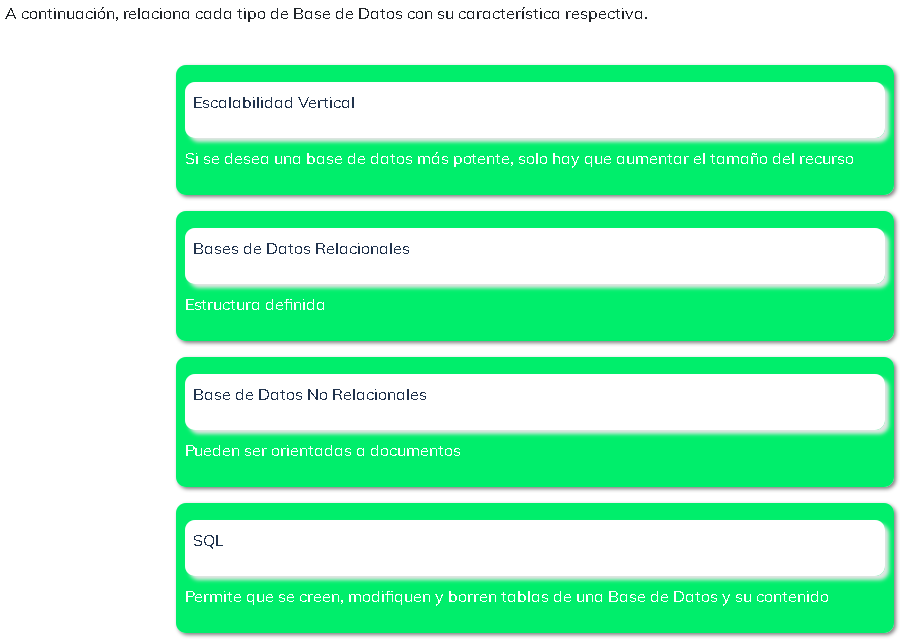 A continuación, relaciona cada tipo de Base de Datos con su característica respectiva.
Escalabilidad Vertical
Si se desea una base de datos más potente, solo hay que aumentar el tamaño del recurso
Bases de Datos Relacionales
Estructura definida
Base de Datos No Relacionales
Pueden ser orientadas a documentos
SQL
Permite que se creen, modifiquen y borren tablas de una Base de Datos y su contenido